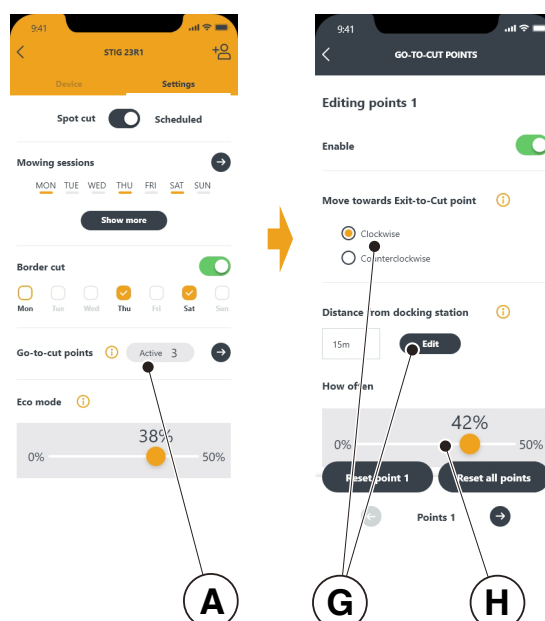 9:41
STIG 23R1
Device Settings
Spot cut Scheduled
Mowing sessions
MON TUE WED THU FRI SAT SUN
Show more
Border cut
Mon Tue Wed Thu Fri Sat Sun
Go-to-cut points Active 3
Eco mode
38%
0% 50%
A
9:41
GO-TO-CUT POINTS
Editing points 1
Enable
Move towards Exit-to-Cut point
Clockwise
Counterclockwise
Distance from docking station
15m Edit
How often
42%
0% 50%
Reset point 1 Reset all points
Points 1
G H